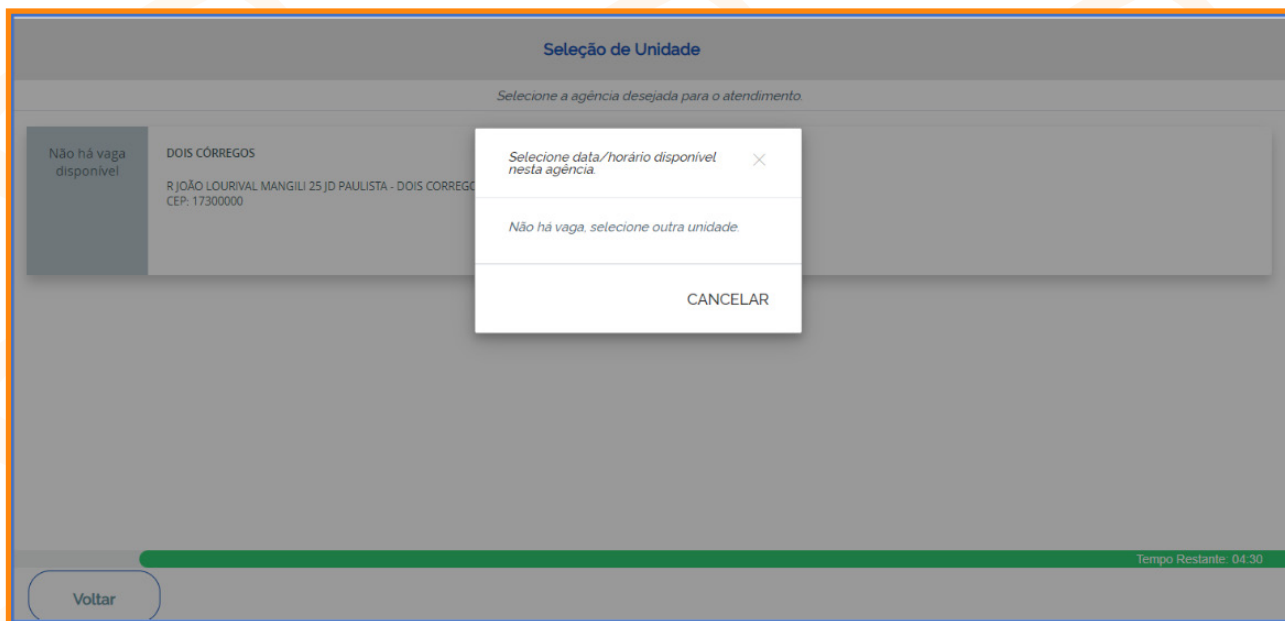 Seleção de Unidade
Selecione a agência desejada para o atendimento.
Não há vaga
disponível
DOIS CÓRREGOS
R JOÃO LOURIVAL MANGILI 25 JD PAULISTA - DOIS CORREGO
CEP: 17300000
Selecione data/horário disponível
nesta agência.
Não há vaga, selecione outra unidade.
CANCELAR
Tempo Restante: 04:30
Voltar